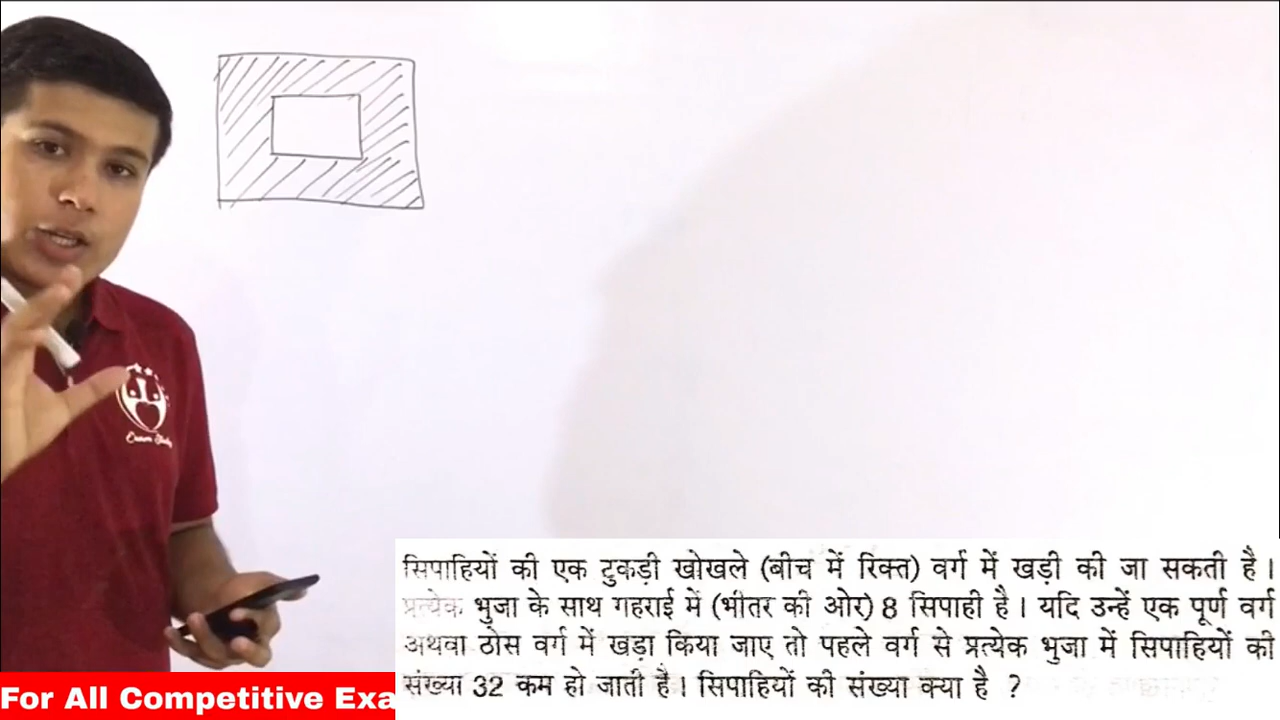 सिपाहियों की एक टुकड़ी खोखले (बीच में रिक्त) वर्ग में खड़ी की जा सकती है।
प्रत्येक भुजा के साथ गहराई में (भीतर की ओर) 8 सिपाही है। यदि उन्हें एक पूर्ण वर्ग
अथवा ठोस वर्ग में खड़ा किया जाए तो पहले वर्ग से प्रत्येक भुजा में सिपाहियों की
संख्या 32 कम हो जाती है। सिपाहियों की संख्या क्या है ?
For All Competitive Exa